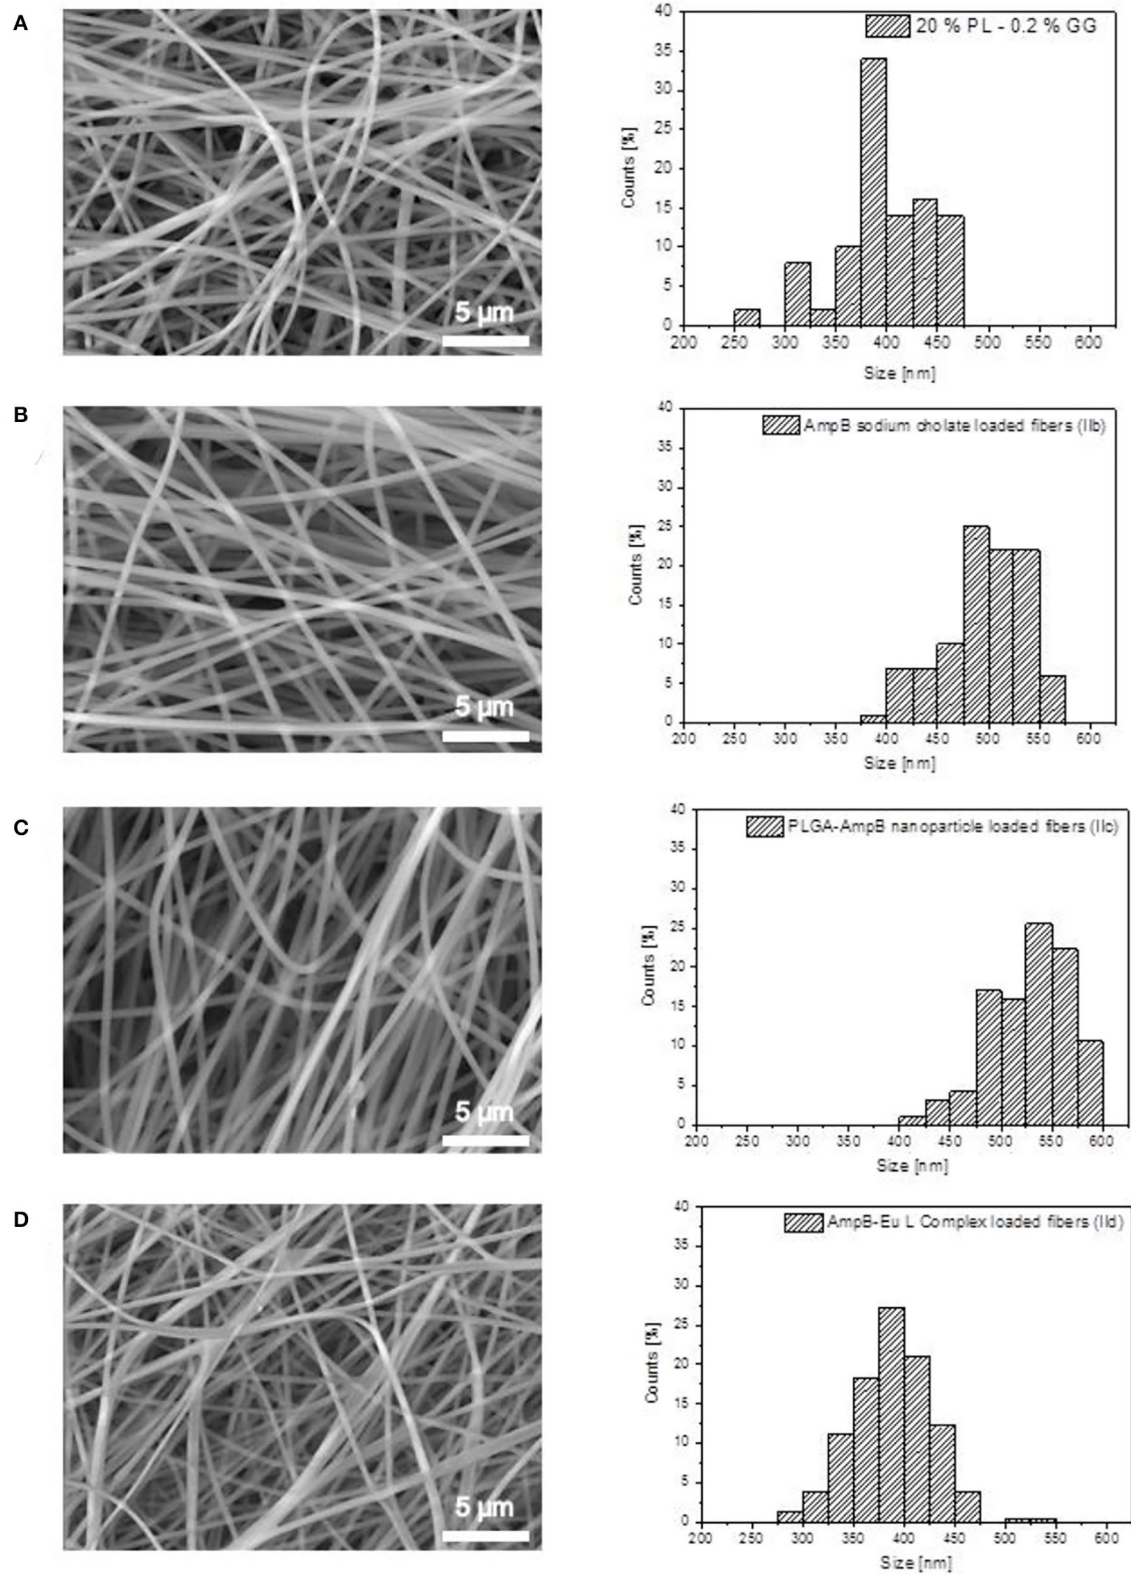 A
5 µm
20 % PL - 0.2 % GG
40
35
30
25
20
15
10
5
0
Counts [%]
200 250 300 350 400 450 500 550 600
Size [nm]
B
5 µm
AmpB sodium cholate loaded fibers (IIb)
40
35
30
25
20
15
10
5
0
Counts [%]
200 250 300 350 400 450 500 550 600
Size [nm]
C
5 µm
PLGA-AmpB nanoparticle loaded fibers (IIc)
40
35
30
25
20
15
10
5
0
Counts [%]
200 250 300 350 400 450 500 550 600
Size [nm]
D
5 µm
AmpB-Eu L Complex loaded fibers (IId)
40
35
30
25
20
15
10
5
0
Counts [%]
200 250 300 350 400 450 500 550 600
Size [nm]